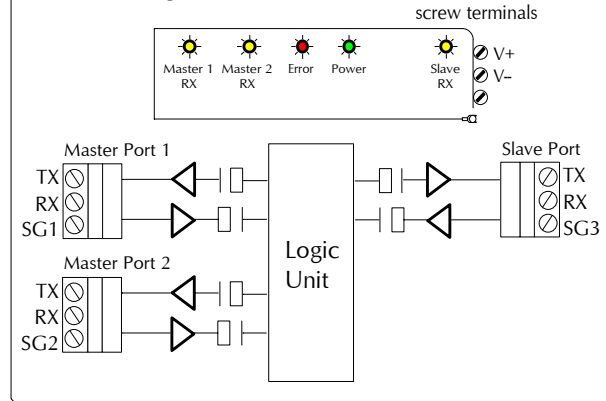 screw terminals
V+
V–
Master 1
RX
Master 2
RX
Error
Power
Slave
RX
Master Port 1
TX
RX
SG1
Slave Port
TX
RX
SG3
Logic
Unit
Master Port 2
TX
RX
SG2